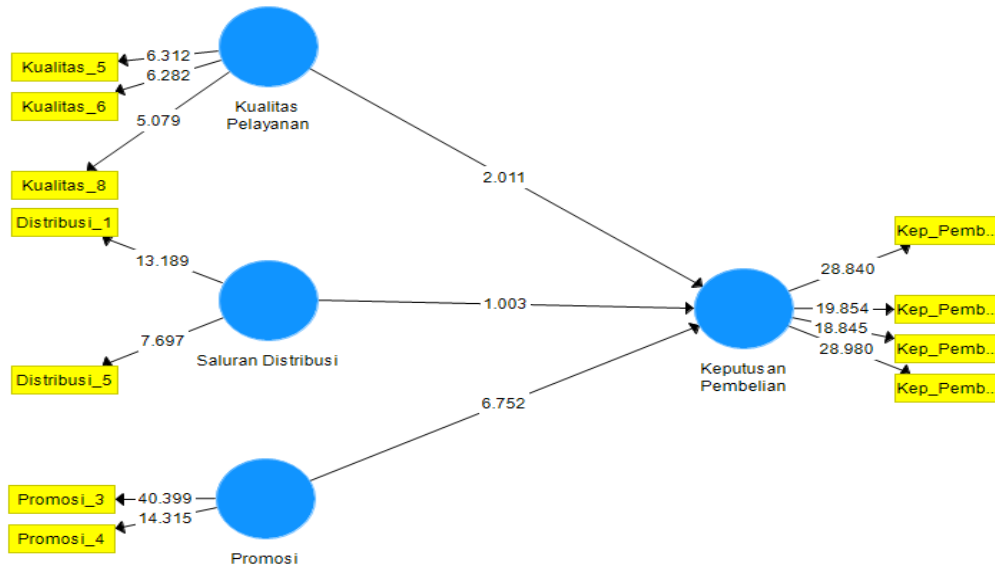 Kualitas_5
6.312
Kualitas_6
6.282
5.079
Kualitas_8
Kualitas
Pelayanan
2.011
Distribusi_1
13.189
7.697
Distribusi_5
Saluran Distribusi
1.003
Kep_Pemb..
28.840
19.854
Kep_Pemb..
18.845
Kep_Pemb..
28.980
Kep_Pemb..
Keputusan
Pembelian
6.752
Promosi_3
40.399
14.315
Promosi_4
Promosi